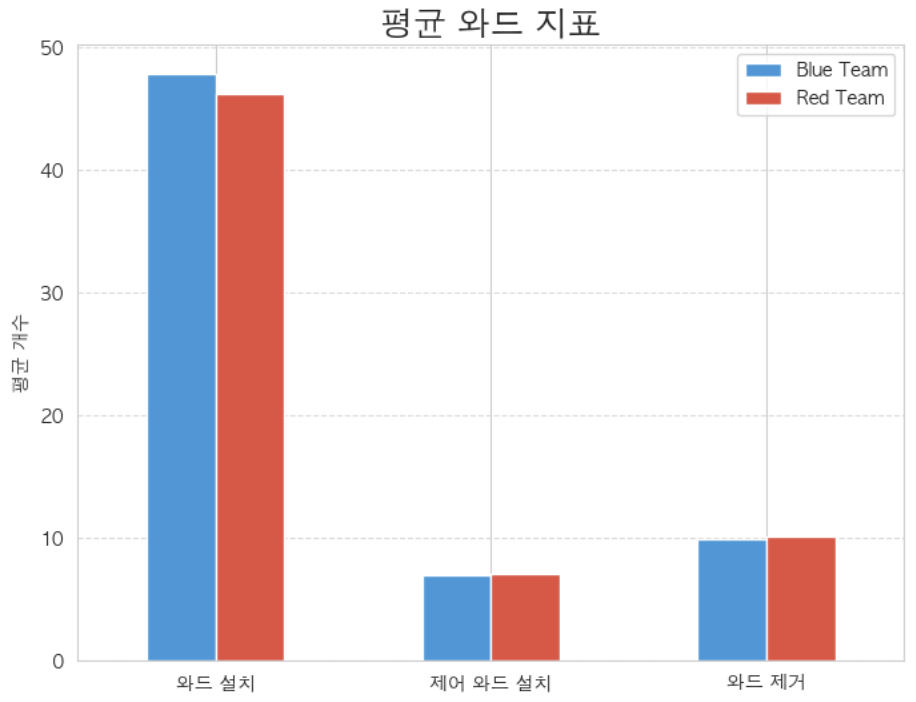 평균 와드 지표
Blue Team
Red Team
평균 개수
50
40
30
20
10
0
와드 설치
제어 와드 설치
와드 제거